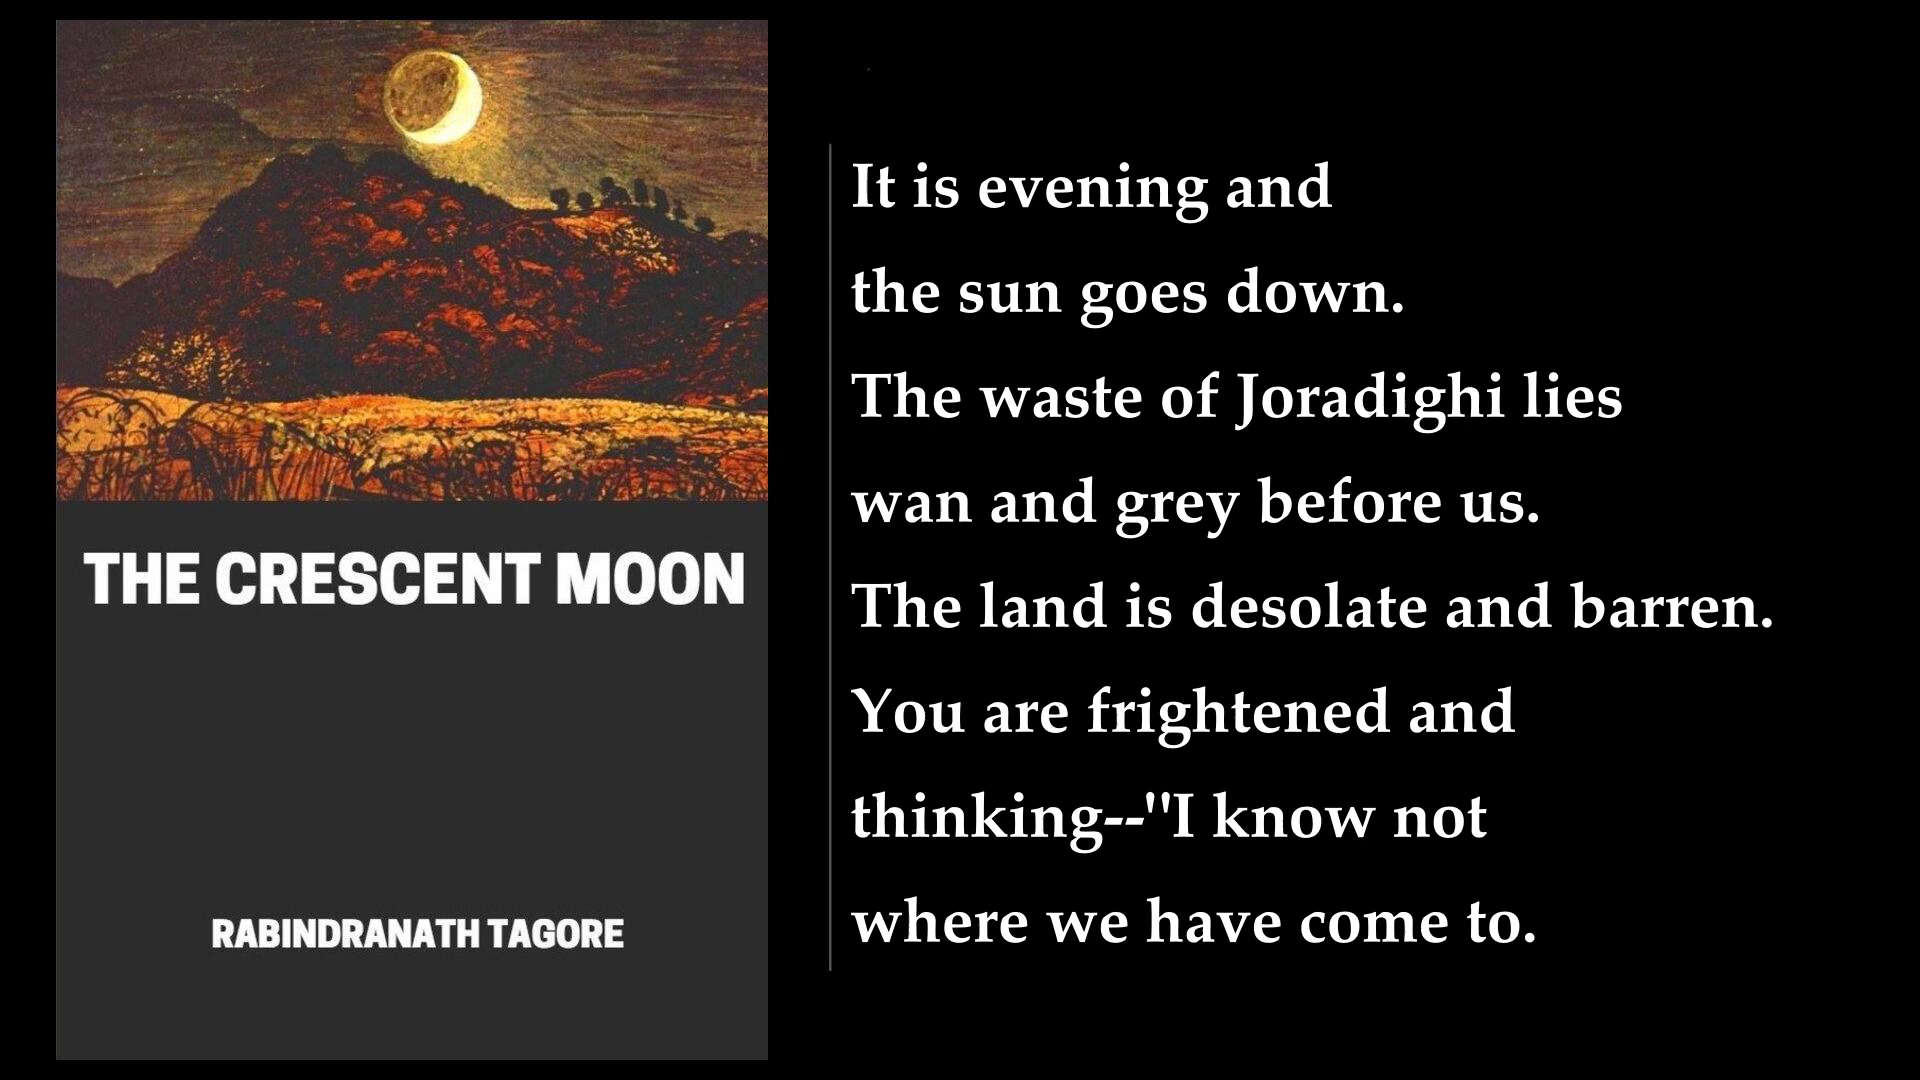 THE CRESCENT MOON
RABINDRANATH TAGORE
It is evening and
the sun goes down.
The waste of Joradighi lies
wan and grey before us.
The land is desolate and barren.
You are frightened and
thinking--"I know not
where we have come to.